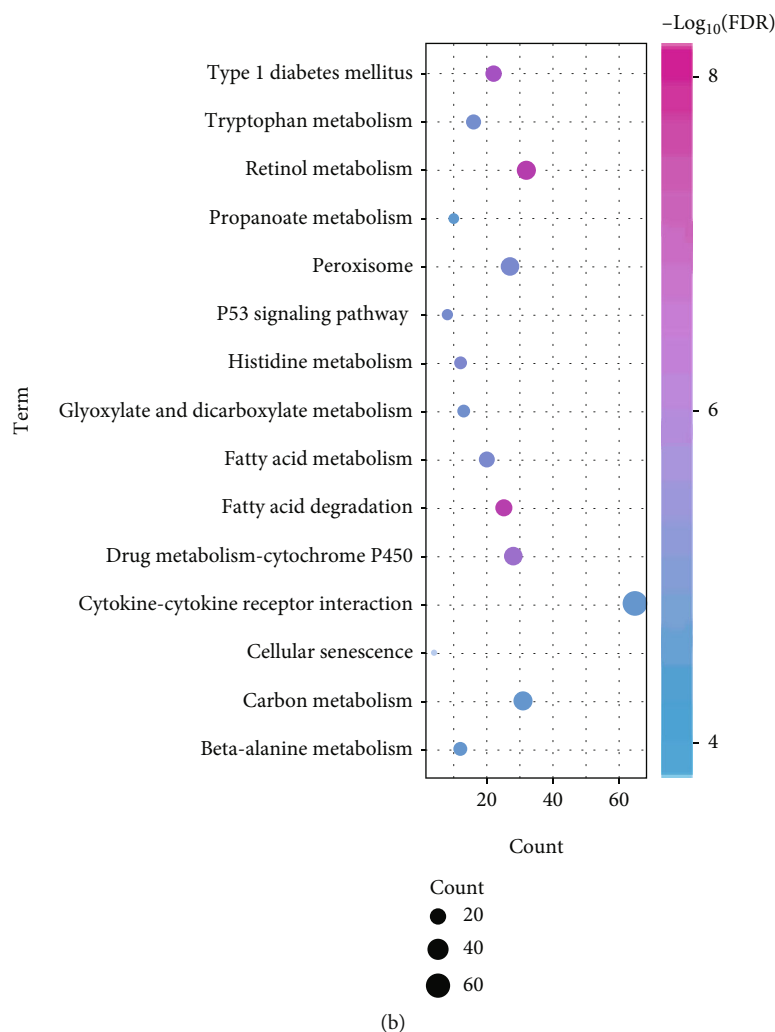 –Log10(FDR)
Type 1 diabetes mellitus
8
Tryptophan metabolism
Retinol metabolism
Propanoate metabolism
Peroxisome
P53 signaling pathway
Histidine metabolism
Term
Glyoxylate and dicarboxylate metabolism
6
Fatty acid metabolism
Fatty acid degradation
Drug metabolism-cytochrome P450
Cytokine-cytokine receptor interaction
Cellular senescence
Carbon metabolism
Beta-alanine metabolism
4
20 40 60
Count
Count
20
40
60
(b)